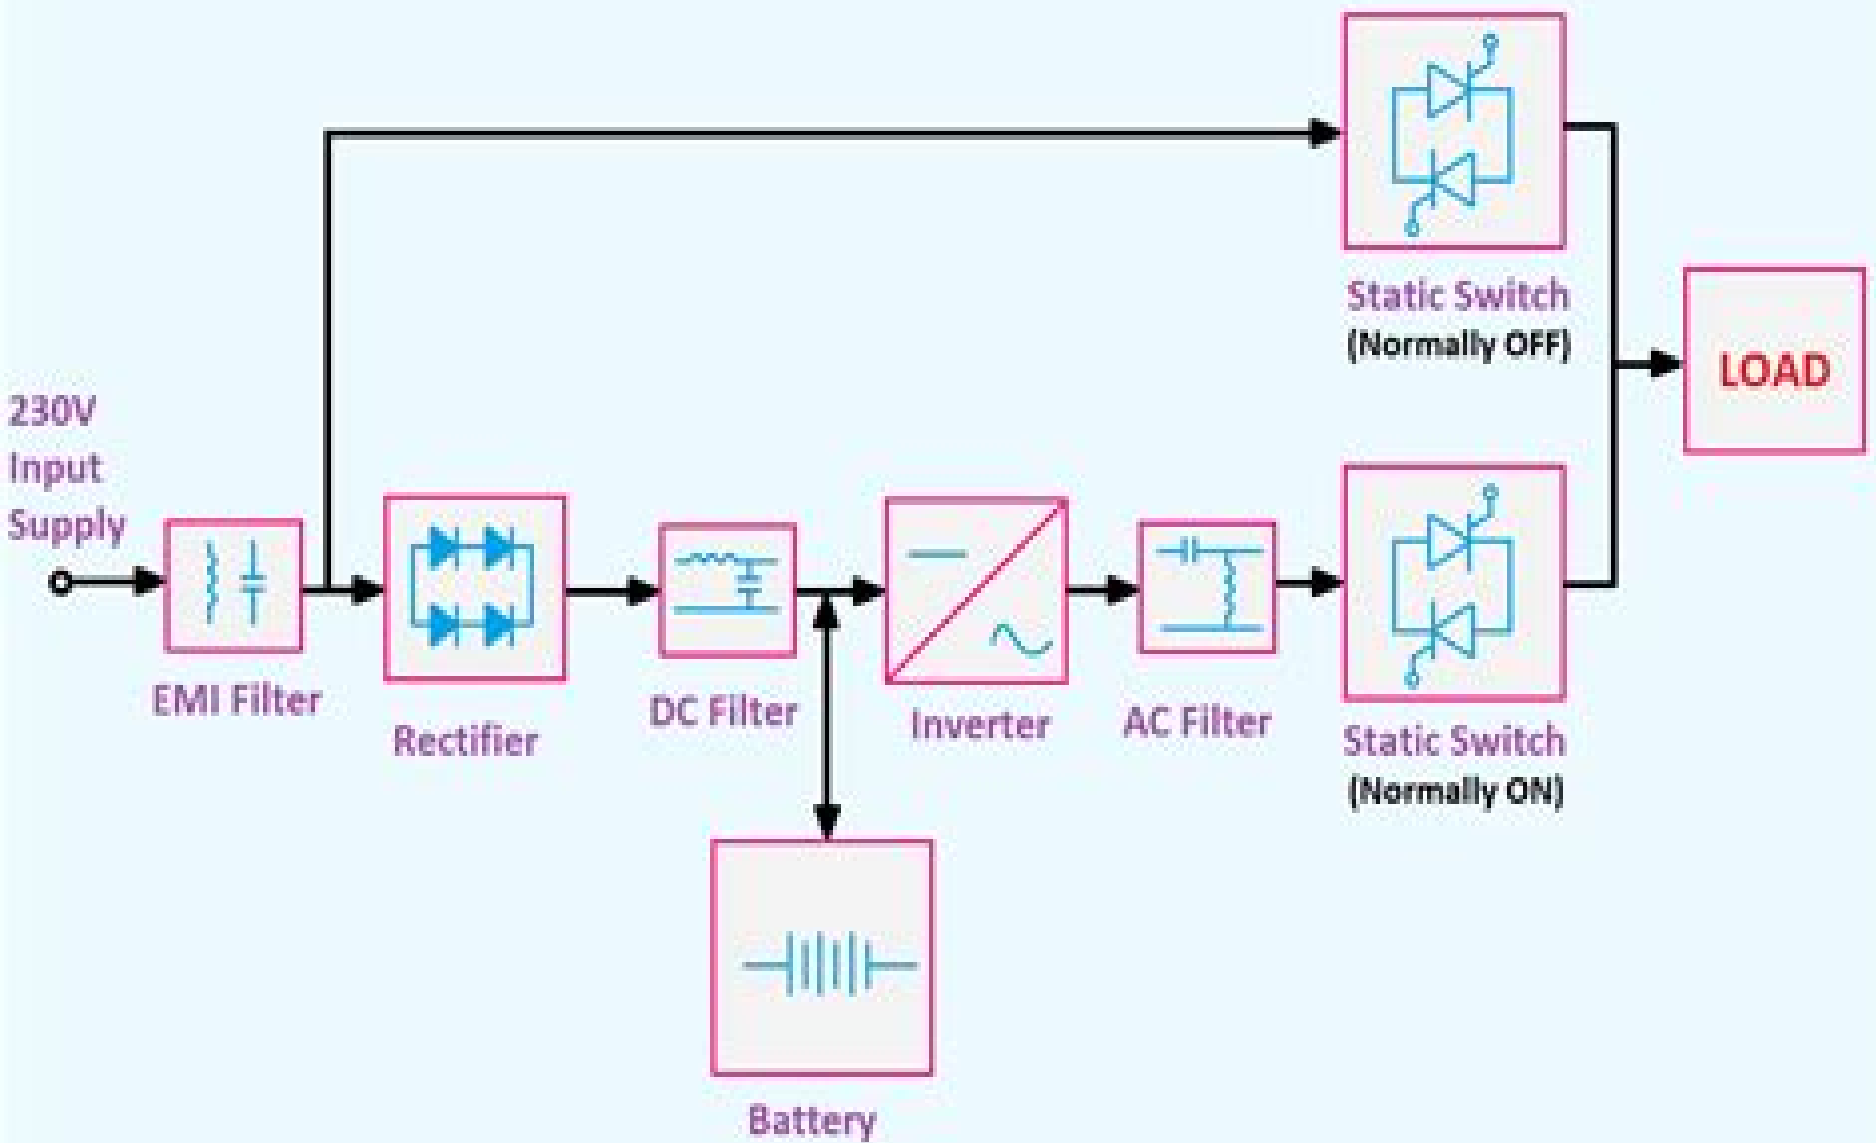 Static Switch
(Normally OFF)
LOAD
230V
Input
Supply
EMI Filter
Rectifier
DC Filter
Inverter
AC Filter
Static Switch
(Normally ON)
Battery